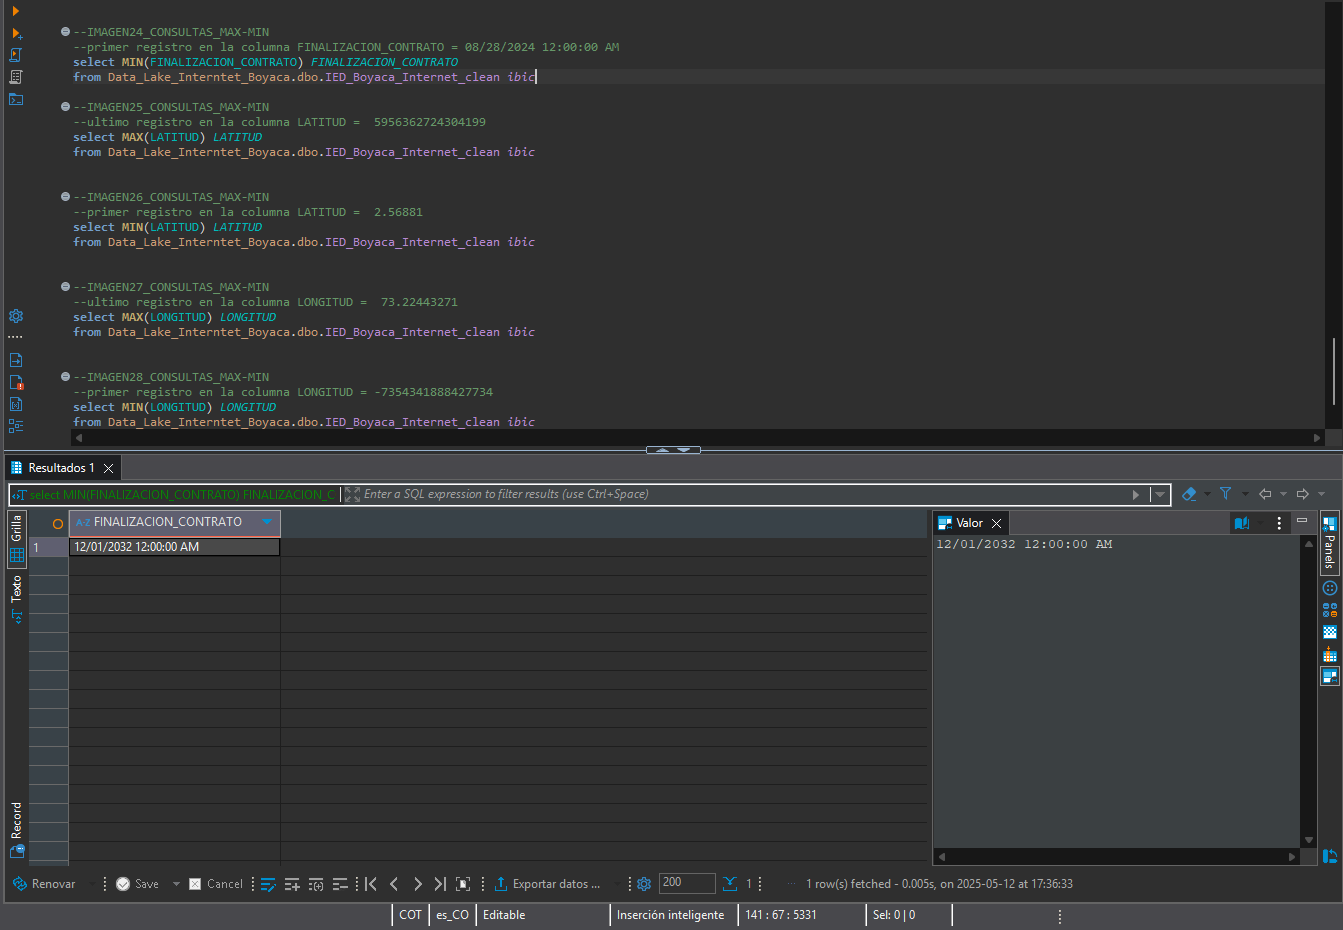 --IMAGEN24_CONSULTAS_MAX-MIN
--primer registro en la columna FINALIZACION_CONTRATO = 08/28/2024 12:00:00 AM
select MIN(FINALIZACION_CONTRATO) FINALIZACION_CONTRATO
from Data_Lake_Interntet_Boyaca.dbo.IED_Boyaca_Internet_clean ibic
--IMAGEN25_CONSULTAS_MAX-MIN
--ultimo registro en la columna LATITUD =  5956362724304199
select MAX(LATITUD) LATITUD
from Data_Lake_Interntet_Boyaca.dbo.IED_Boyaca_Internet_clean ibic
--IMAGEN26_CONSULTAS_MAX-MIN
--primer registro en la columna LATITUD =  2.56881
select MIN(LATITUD) LATITUD
from Data_Lake_Interntet_Boyaca.dbo.IED_Boyaca_Internet_clean ibic
--IMAGEN27_CONSULTAS_MAX-MIN
--ultimo registro en la columna LONGITUD =  73.22443271
select MAX(LONGITUD) LONGITUD
from Data_Lake_Interntet_Boyaca.dbo.IED_Boyaca_Internet_clean ibic
--IMAGEN28_CONSULTAS_MAX-MIN
--primer registro en la columna LONGITUD = -7354341888427734
select MIN(LONGITUD) LONGITUD
from Data_Lake_Interntet_Boyaca.dbo.IED_Boyaca_Internet_clean ibic
Resultados 1
select MIN(FINALIZACION_CONTRATO) FINALIZACION_C
Enter a SQL expression to filter results (use Ctrl+Space)
Grilla
Texto
Record
A-Z FINALIZACION_CONTRATO
1 12/01/2032 12:00:00 AM
Valor
12/01/2032 12:00:00 AM
Panels
Renovar Save Cancel Exportar datos ... 200 1 1 row(s) fetched - 0.005s, on 2025-05-12 at 17:36:33
COT es_CO Editable Inserción inteligente 141 : 67 : 5331 Sel: 0 | 0